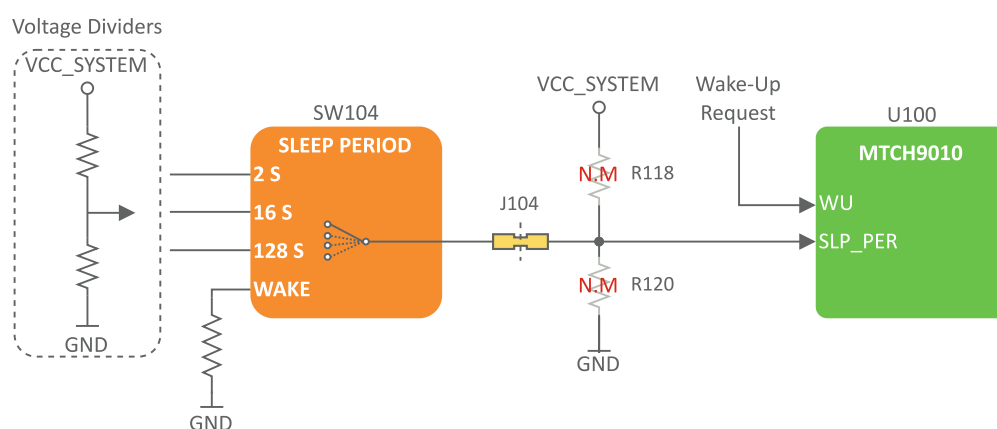 Voltage Dividers
VCC_SYSTEM
GND
SW104
SLEEP PERIOD
2 S
16 S
128 S
WAKE
GND
J104
VCC_SYSTEM
N.M
R118
N.M
R120
GND
Wake-Up
Request
U100
MTCH9010
WU
SLP_PER